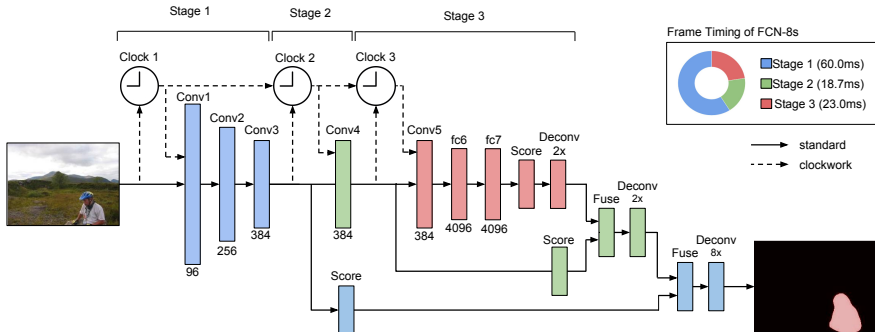 Stage 1
Stage 2
Stage 3
Clock 1
Clock 2
Clock 3
Conv1
Conv2
Conv3
Conv4
Conv5
fc6
fc7
Score
Deconv
2x
96
256
384
384
384
4096
4096
Fuse
Deconv
2x
Score
Fuse
Deconv
8x
Score
Frame Timing of FCN-8s
Stage 1 (60.0ms)
Stage 2 (18.7ms)
Stage 3 (23.0ms)
standard
clockwork